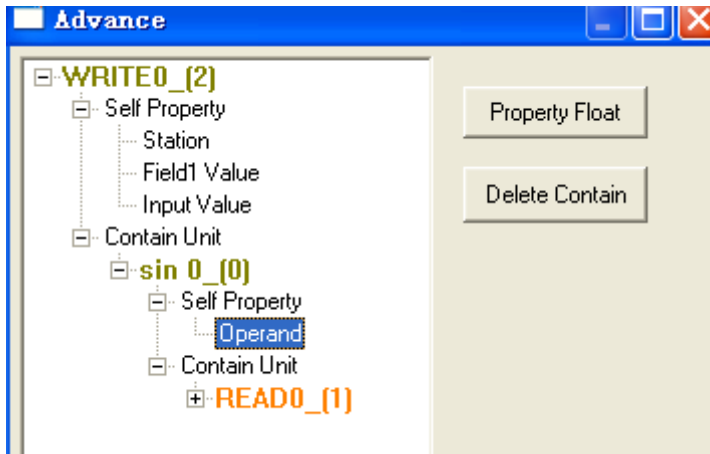 Advance
WRITE0_(2)
Self Property
Station
Field1 Value
Input Value
Contain Unit
sin 0_(0)
Self Property
Operand
Contain Unit
READ0_(1)
Property Float
Delete Contain